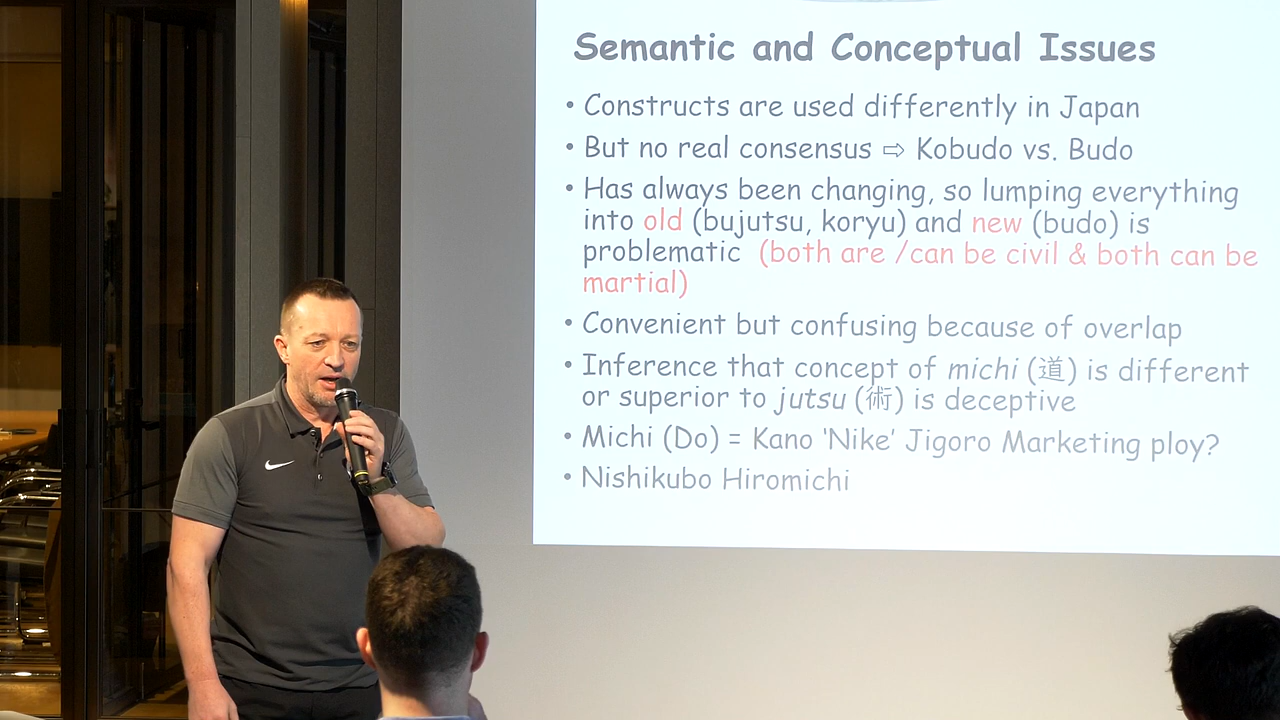 Semantic and Conceptual Issues
• Constructs are used differently in Japan
• But no real consensus ⇨ Kobudo vs. Budo
• Has always been changing, so lumping everything
into old (bujutsu, koryu) and new (budo) is
problematic (both are /can be civil & both can be
martial)
• Convenient but confusing because of overlap
• Inference that concept of michi (道) is different
or superior to jutsu (術) is deceptive
• Michi (Do) = Kano 'Nike' Jigoro Marketing ploy?
• Nishikubo Hiromichi